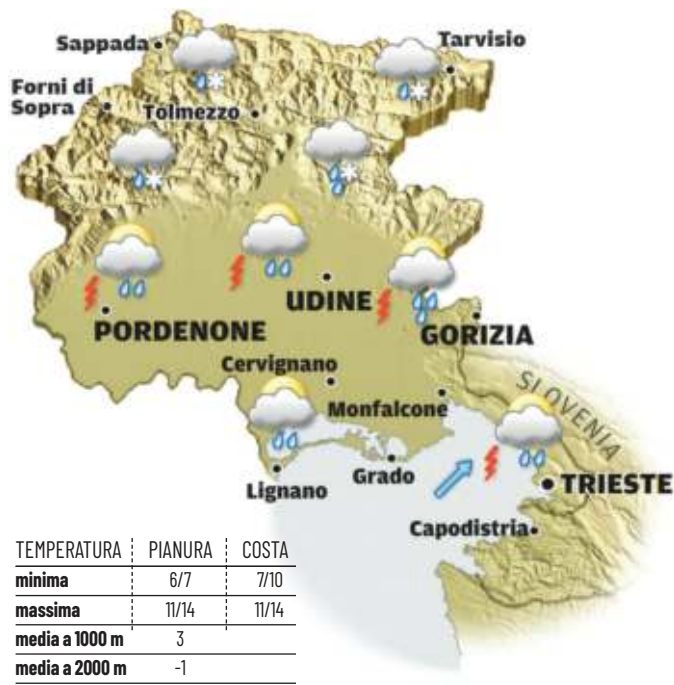 Sappada
Tarvisio
Forni di
Sopra
Tolmezzo
UDINE
PORDENONE
GORIZIA
Cervignano
SLOVENIA
Monfalcone
Lignano
Grado
TRIESTE
Capodistria
TEMPERATURA PIANURA COSTA
minima 6/7 7/10
massima 11/14 11/14
media a 1000 m 3
media a 2000 m -1